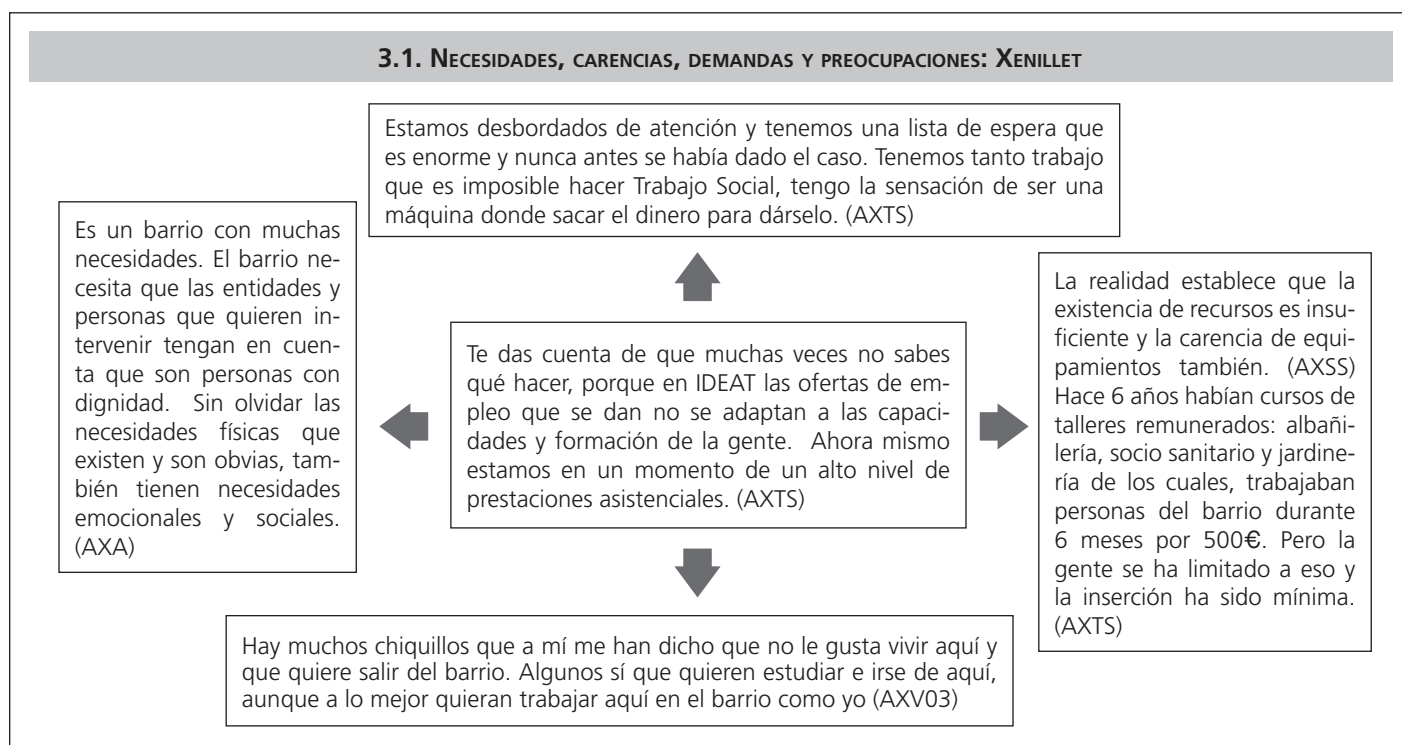 3.1. Necesidades, carencias, demandas y preocupaciones: Xenillet
Estamos desbordados de atención y tenemos una lista de espera que
es enorme y nunca antes se había dado el caso. Tenemos tanto trabajo
que es imposible hacer Trabajo Social, tengo la sensación de ser una
máquina donde sacar el dinero para dárselo. (AXTS)
Es un barrio con muchas
necesidades. El barrio ne-
cesita que las entidades y
personas que quieren in-
tervenir tengan en cuen-
ta que son personas con
dignidad. Sin olvidar las
necesidades físicas que
existen y son obvias, tam-
bién tienen necesidades
emocionales y sociales.
(AXA)
Te das cuenta de que muchas veces no sabes
qué hacer, porque en IDEAT las ofertas de em-
pleo que se dan no se adaptan a las capaci-
dades y formación de la gente. Ahora mismo
estamos en un momento de un alto nivel de
prestaciones asistenciales. (AXTS)
La realidad establece que la
existencia de recursos es insu-
ficiente y la carencia de equi-
pamientos también. (AXSS)
Hace 6 años habían cursos de
talleres remunerados: albañi-
lería, socio sanitario y jardine-
ría de los cuales, trabajaban
personas del barrio durante
6 meses por 500€. Pero la
gente se ha limitado a eso y
la inserción ha sido mínima.
(AXTS)
Hay muchos chiquillos que a mí me han dicho que no le gusta vivir aquí y
que quiere salir del barrio. Algunos sí que quieren estudiar e irse de aquí,
aunque a lo mejor quieran trabajar aquí en el barrio como yo (AXV03)